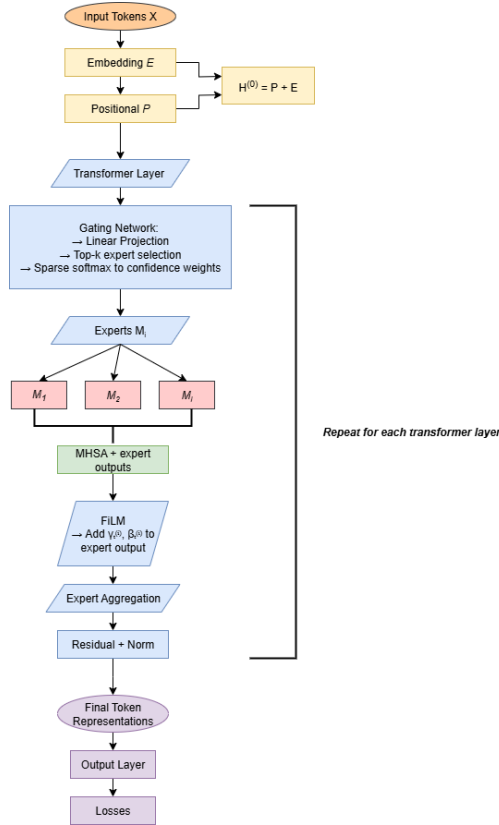 Input Tokens X
Embedding E
H⁽⁰⁾ = P + E
Positional P
Transformer Layer
Gating Network:
→ Linear Projection
→ Top-k expert selection
→ Sparse softmax to confidence weights
Experts Mᵢ
M₁
M₂
Mᵢ
Repeat for each transformer layer
MHSA + expert
outputs
FiLM
→ Add γᵢ⁽ˢ⁾, βᵢ⁽ˢ⁾ to
expert output
Expert Aggregation
Residual + Norm
Final Token
Representations
Output Layer
Losses